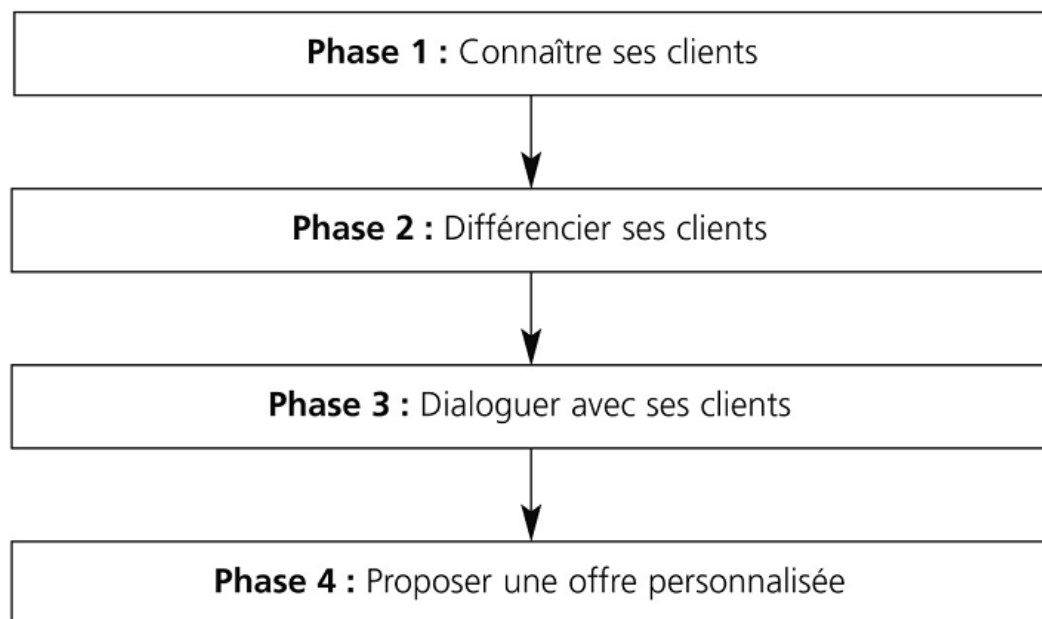 Phase 1 : Connaître ses clients
Phase 2 : Différencier ses clients
Phase 3 : Dialoguer avec ses clients
Phase 4 : Proposer une offre personnalisée